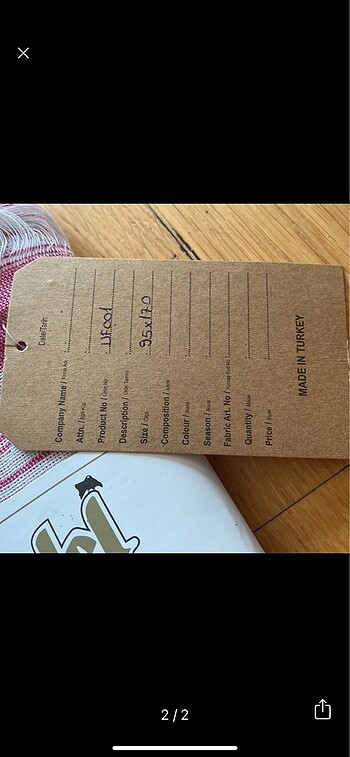 Date/Tarih:
Company Name / Firma Adı
Attn. / İlgili Kişi
Product No / Ürün No UF001
Description / Ürün Tanımı
Size / Ölçü 95x170
Composition / İçerik
Colour / Renk
Season / Sezon
Fabric Art. No / Kumaş Kod No
Quantity / Miktar
Price / Fiyat
MADE IN TURKEY
2 / 2